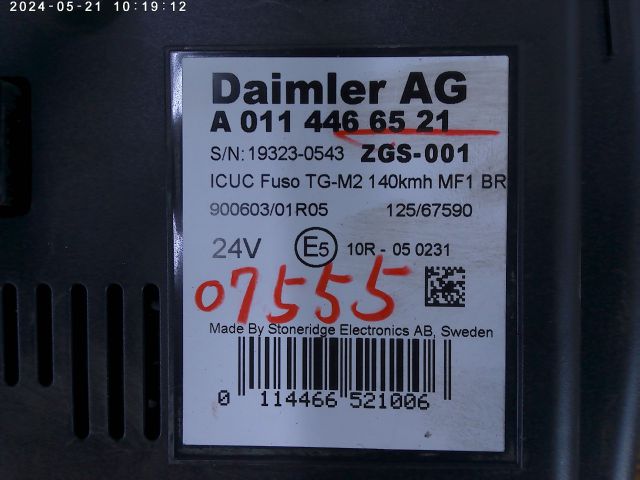 2024-05-21 10:19:12
Daimler AG
A 011 446 65 21
S/N: 19323-0543 ZGS-001
ICUC Fuso TG-M2 140kmh MF1 BR
900603/01R05 125/67590
24V E5 10R - 05 0231
07555
Made By Stoneridge Electronics AB, Sweden
0 114466 521006